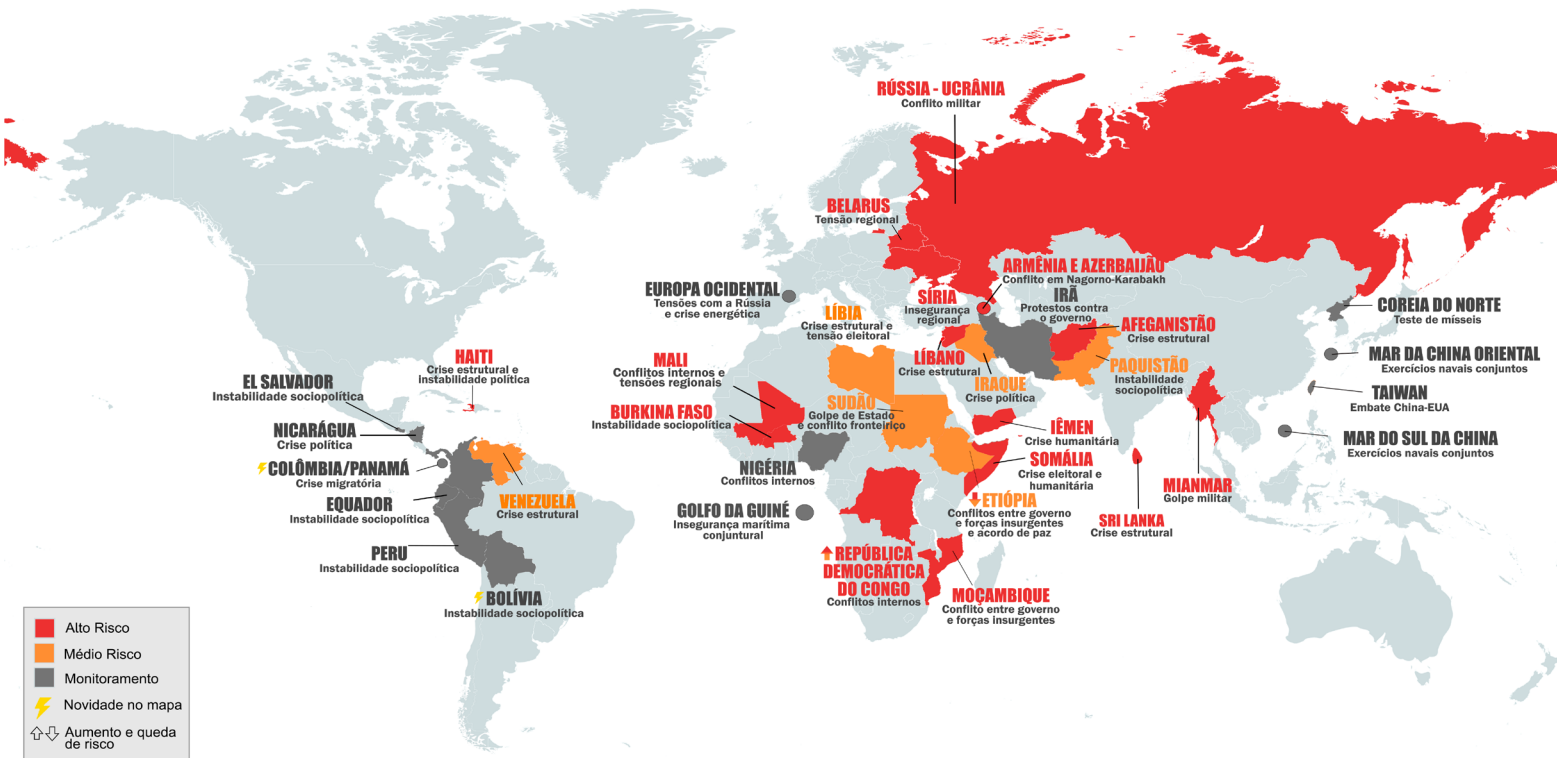 RÚSSIA - UCRÂNIA
Conflito militar
BELARUS
Tensão regional
ARMÊNIA E AZERBAIJÃO
Conflito em Nagorno-Karabakh
EUROPA OCIDENTAL
Tensões com a Rússia
e crise energética
SÍRIA
Insegurança
regional
IRÃ
Protestos contra
o governo
LÍBIA
Crise estrutural e
tensão eleitoral
AFEGANISTÃO
Crise estrutural
COREIA DO NORTE
Teste de mísseis
HAITI
Crise estrutural e
instabilidade política
MALI
Conflitos internos e
tensões regionais
LÍBANO
Crise estrutural
PAQUISTÃO
Instabilidade
sociopolítica
MAR DA CHINA ORIENTAL
Exercícios navais conjuntos
EL SALVADOR
Instabilidade sociopolítica
IRAQUE
Crise política
TAIWAN
Embate China-EUA
BURKINA FASO
Instabilidade sociopolítica
SUDÃO
Golpe de Estado
e conflito fronteiriço
NICARÁGUA
Crise política
IÊMEN
Crise humanitária
MAR DO SUL DA CHINA
Exercícios navais conjuntos
COLÔMBIA/PANAMÁ
Crise migratória
NIGÉRIA
Conflitos internos
SOMÁLIA
Crise eleitoral e
humanitária
MIANMAR
Golpe militar
EQUADOR
Instabilidade sociopolítica
VENEZUELA
Crise estrutural
GOLFO DA GUINÉ
Insegurança marítima
conjuntural
ETIÓPIA
Conflitos entre governo
e forças insurgentes
e acordo de paz
SRI LANKA
Crise estrutural
PERU
Instabilidade sociopolítica
REPÚBLICA
DEMOCRÁTICA
DO CONGO
Conflitos internos
MOÇAMBIQUE
Conflito entre governo
e forças insurgentes
BOLÍVIA
Instabilidade sociopolítica
Alto Risco
Médio Risco
Monitoramento
Novidade no mapa
Aumento e queda
de risco